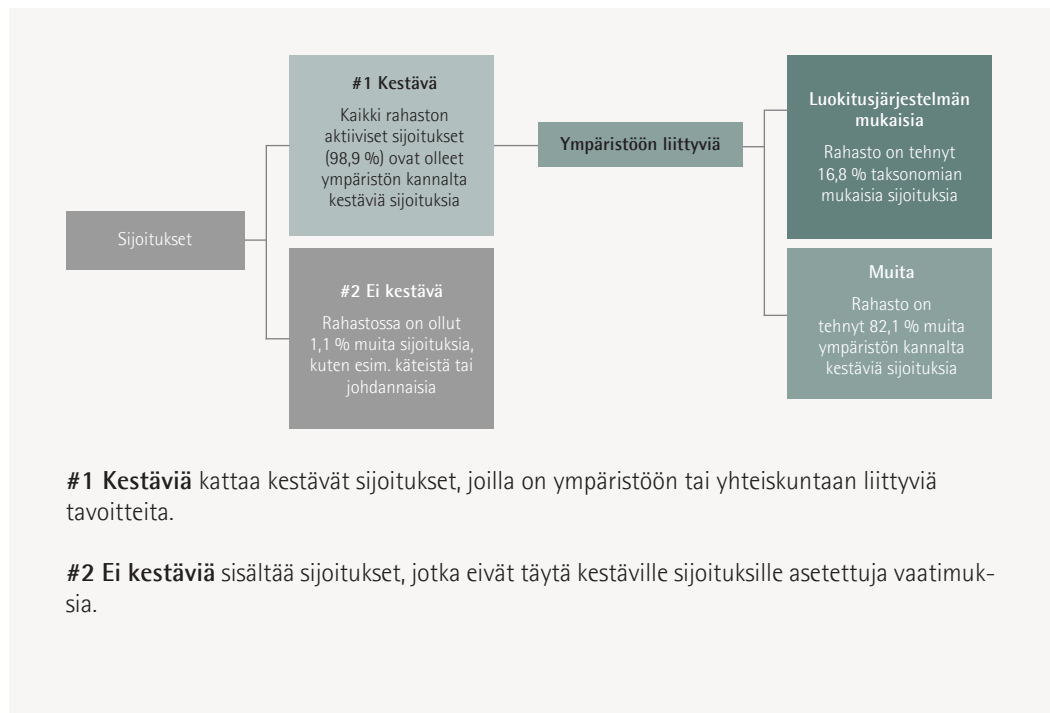 Sijoitukset
#1 Kestävä
Kaikki rahaston
aktiiviset sijoitukset
(98,9 %) ovat olleet
ympäristön kannalta
kestäviä sijoituksia
#2 Ei kestävä
Rahastossa on ollut
1,1 % muita sijoituksia,
kuten esim. käteistä tai
johdannaisia
Ympäristöön liittyviä
Luokitusjärjestelmän
mukaisia
Rahasto on tehnyt
16,8 % taksonomian
mukaisia sijoituksia
Muita
Rahasto on
tehnyt 82,1 % muita
ympäristön kannalta
kestäviä sijoituksia
#1 Kestäviä kattaa kestävät sijoitukset, joilla on ympäristöön tai yhteiskuntaan liittyviä
tavoitteita.
#2 Ei kestäviä sisältää sijoitukset, jotka eivät täytä kestäville sijoituksille asetettuja vaatimuk-
sia.